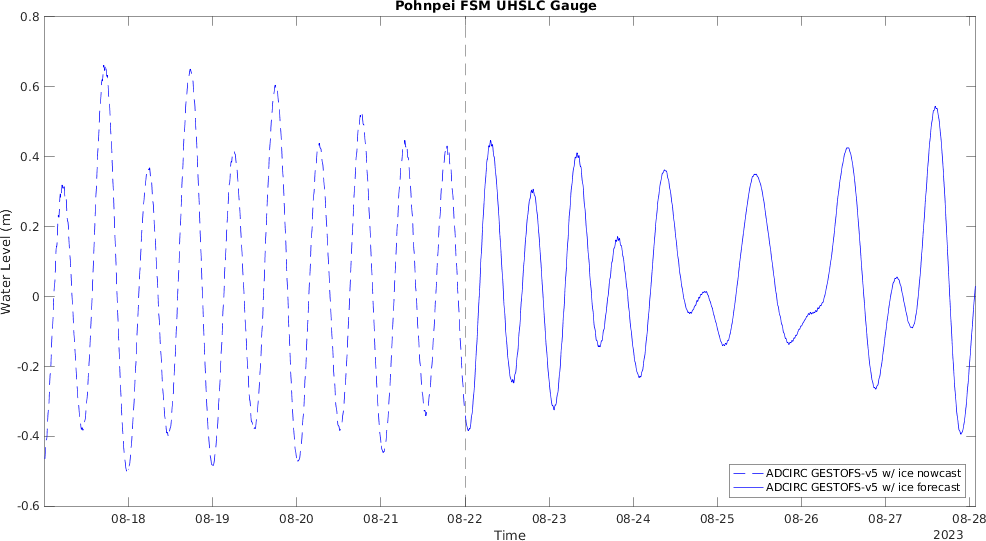 Pohnpei FSM UHSLC Gauge
0.8
0.6
0.4
0.2
0
-0.2
-0.4
-0.6
Water Level (m)
ADCIRC GESTOFS-v5 w/ ice nowcast
ADCIRC GESTOFS-v5 w/ ice forecast
08-18 08-19 08-20 08-21 08-22 08-23 08-24 08-25 08-26 08-27 08-28
Time
2023